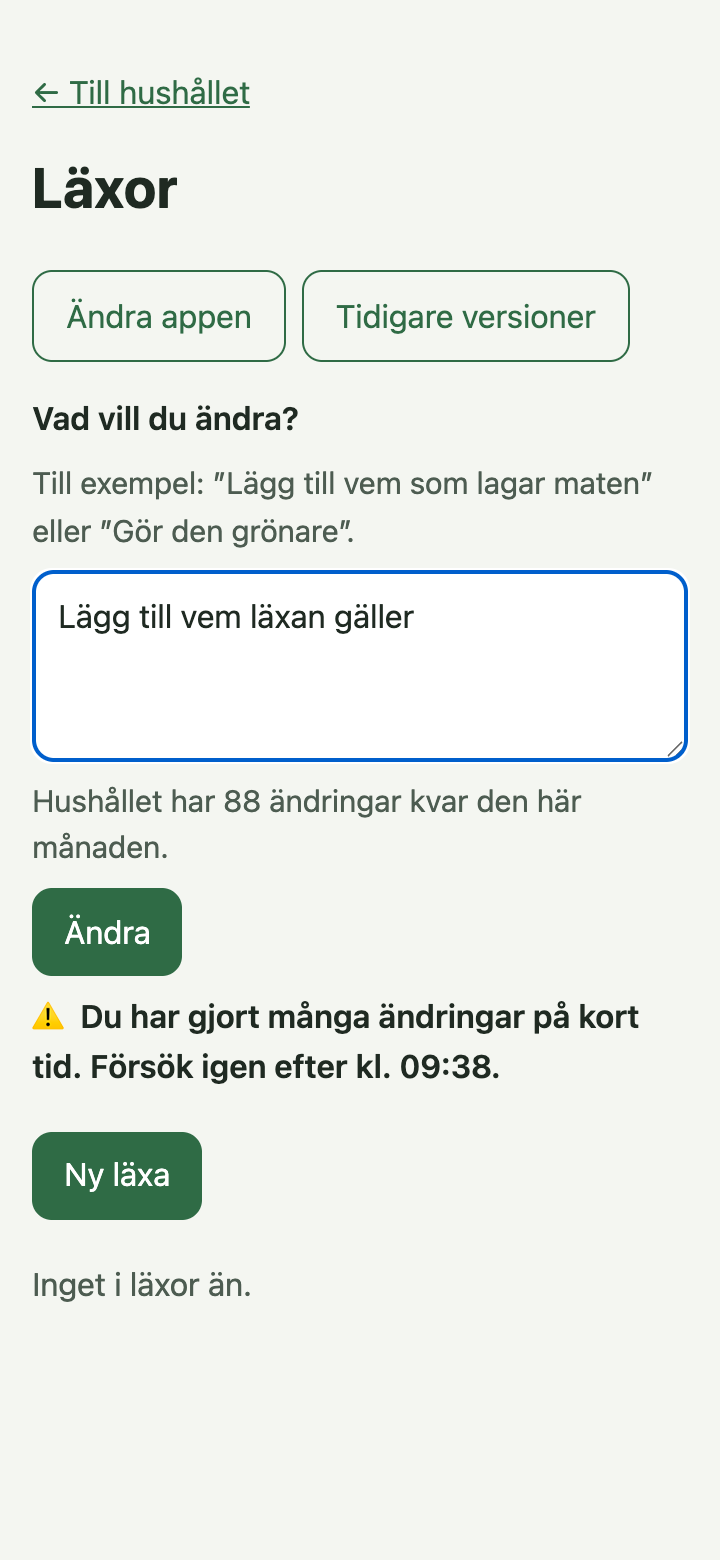 ← Till hushållet
Läxor
Ändra appen
Tidigare versioner
Vad vill du ändra?
Till exempel: ”Lägg till vem som lagar maten”
eller ”Gör den grönare”.
Lägg till vem läxan gäller
Hushållet har 88 ändringar kvar den här
månaden.
Ändra
⚠️ Du har gjort många ändringar på kort
tid. Försök igen efter kl. 09:38.
Ny läxa
Inget i läxor än.